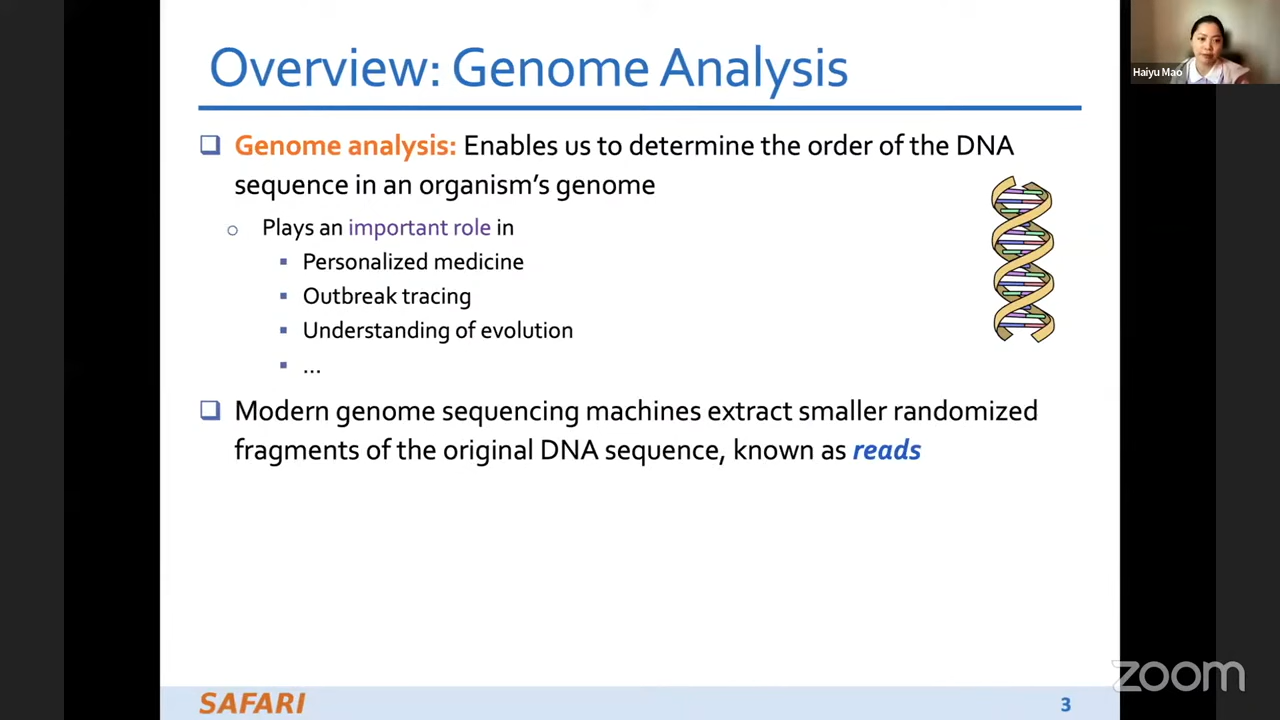 Overview: Genome Analysis
Haiyu Mao
❑ Genome analysis: Enables us to determine the order of the DNA
sequence in an organism’s genome
○ Plays an important role in
▪ Personalized medicine
▪ Outbreak tracing
▪ Understanding of evolution
▪ ...
❑ Modern genome sequencing machines extract smaller randomized
fragments of the original DNA sequence, known as reads
zoom
SAFARI
3